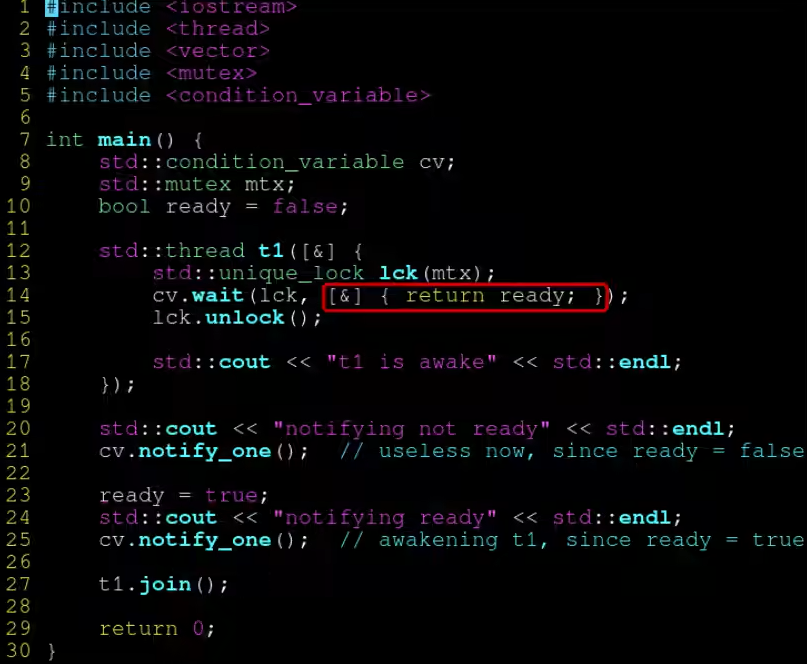 1 #include <iostream>
2 #include <thread>
3 #include <vector>
4 #include <mutex>
5 #include <condition_variable>
6
7 int main() {
8     std::condition_variable cv;
9     std::mutex mtx;
10     bool ready = false;
11
12     std::thread t1([&] {
13         std::unique_lock lck(mtx);
14         cv.wait(lck, [&] { return ready; });
15         lck.unlock();
16
17         std::cout << "t1 is awake" << std::endl;
18     });
19
20     std::cout << "notifying not ready" << std::endl;
21     cv.notify_one();  // useless now, since ready = false
22
23     ready = true;
24     std::cout << "notifying ready" << std::endl;
25     cv.notify_one();  // awakening t1, since ready = true
26
27     t1.join();
28
29     return 0;
30 }